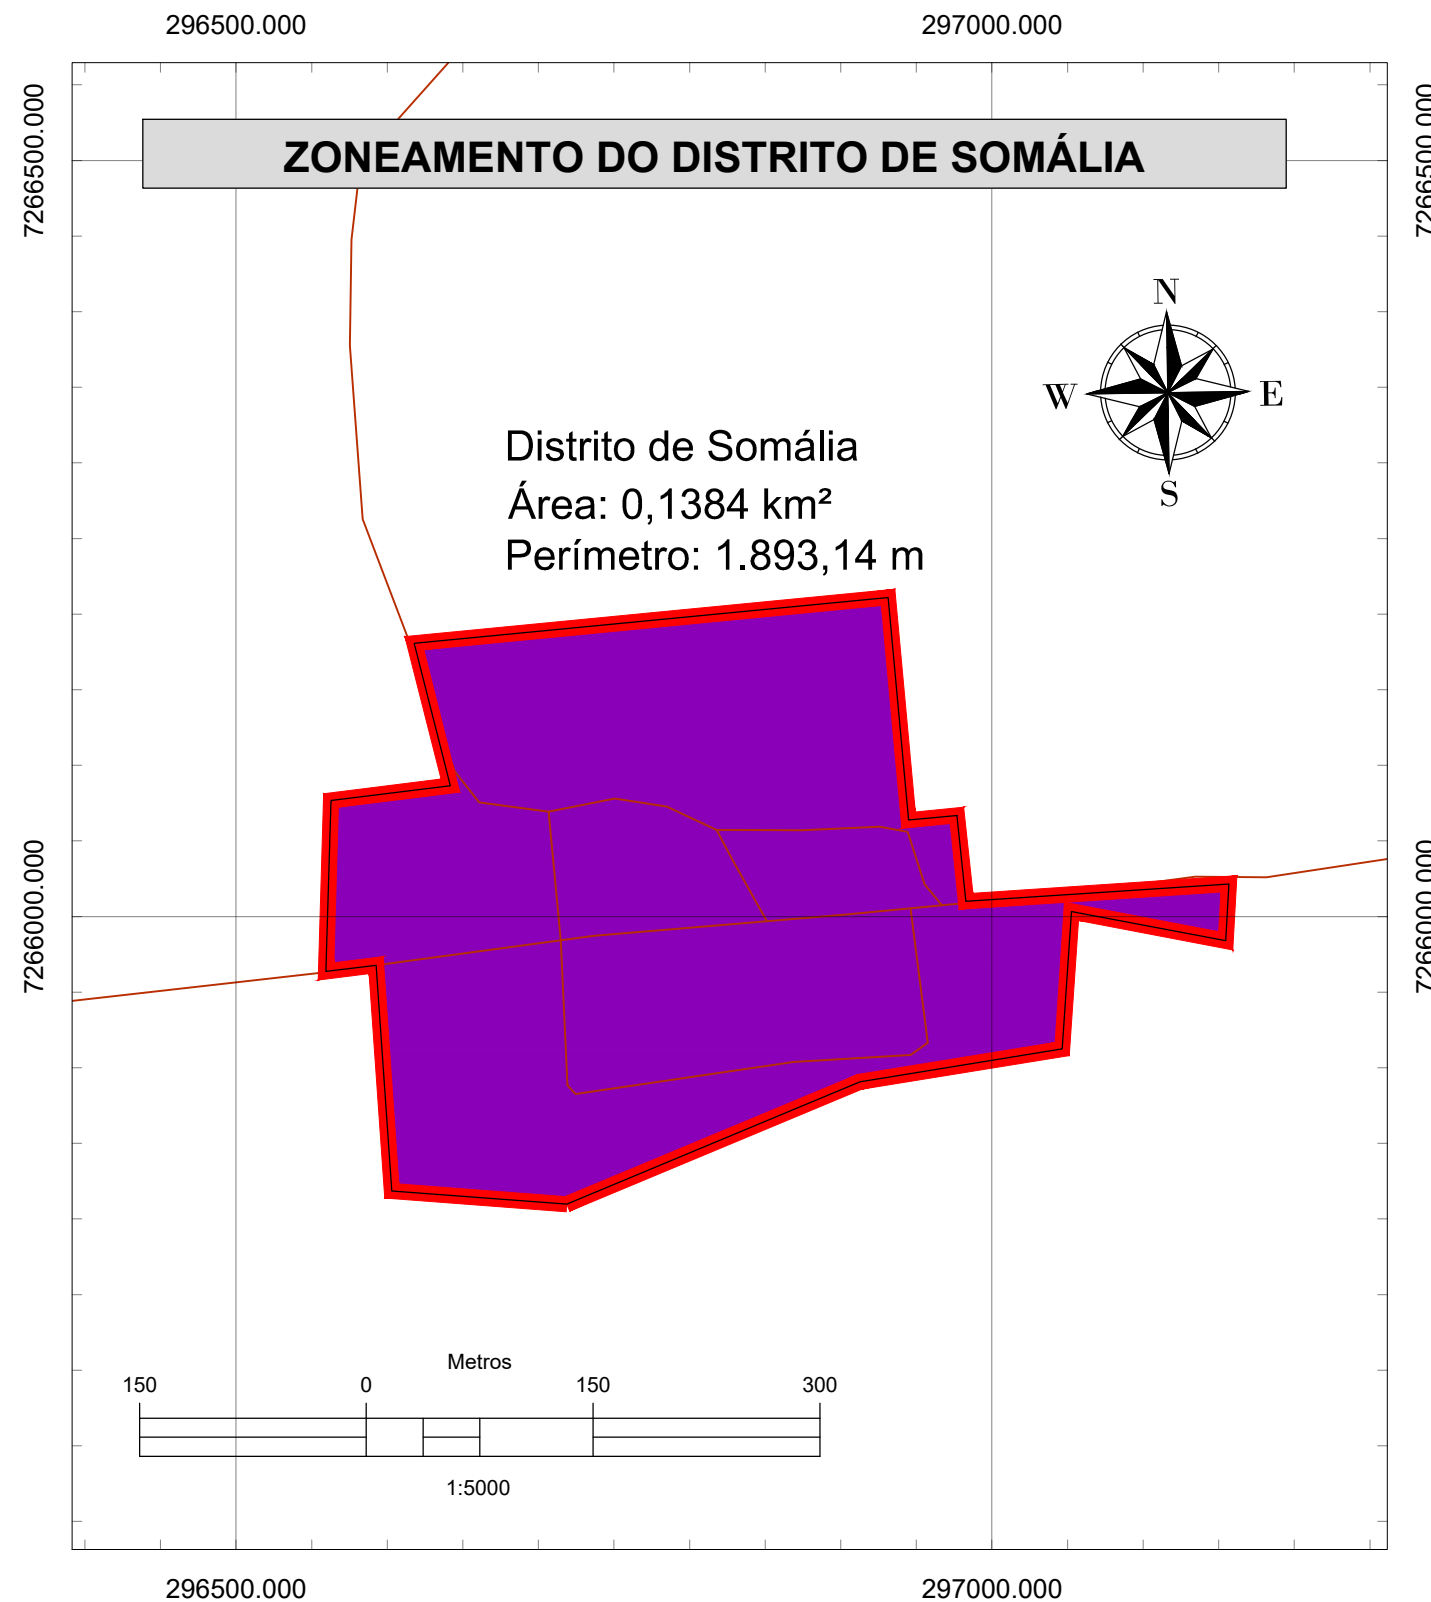 296500.000 297000.000
7266500.000 7266500.000
ZONEAMENTO DO DISTRITO DE SOMÁLIA
N
W E
S
Distrito de Somália
Área: 0,1384 km²
Perímetro: 1.893,14 m
7266000.000 7266000.000
Metros
150 0 150 300
1:5000
296500.000 297000.000